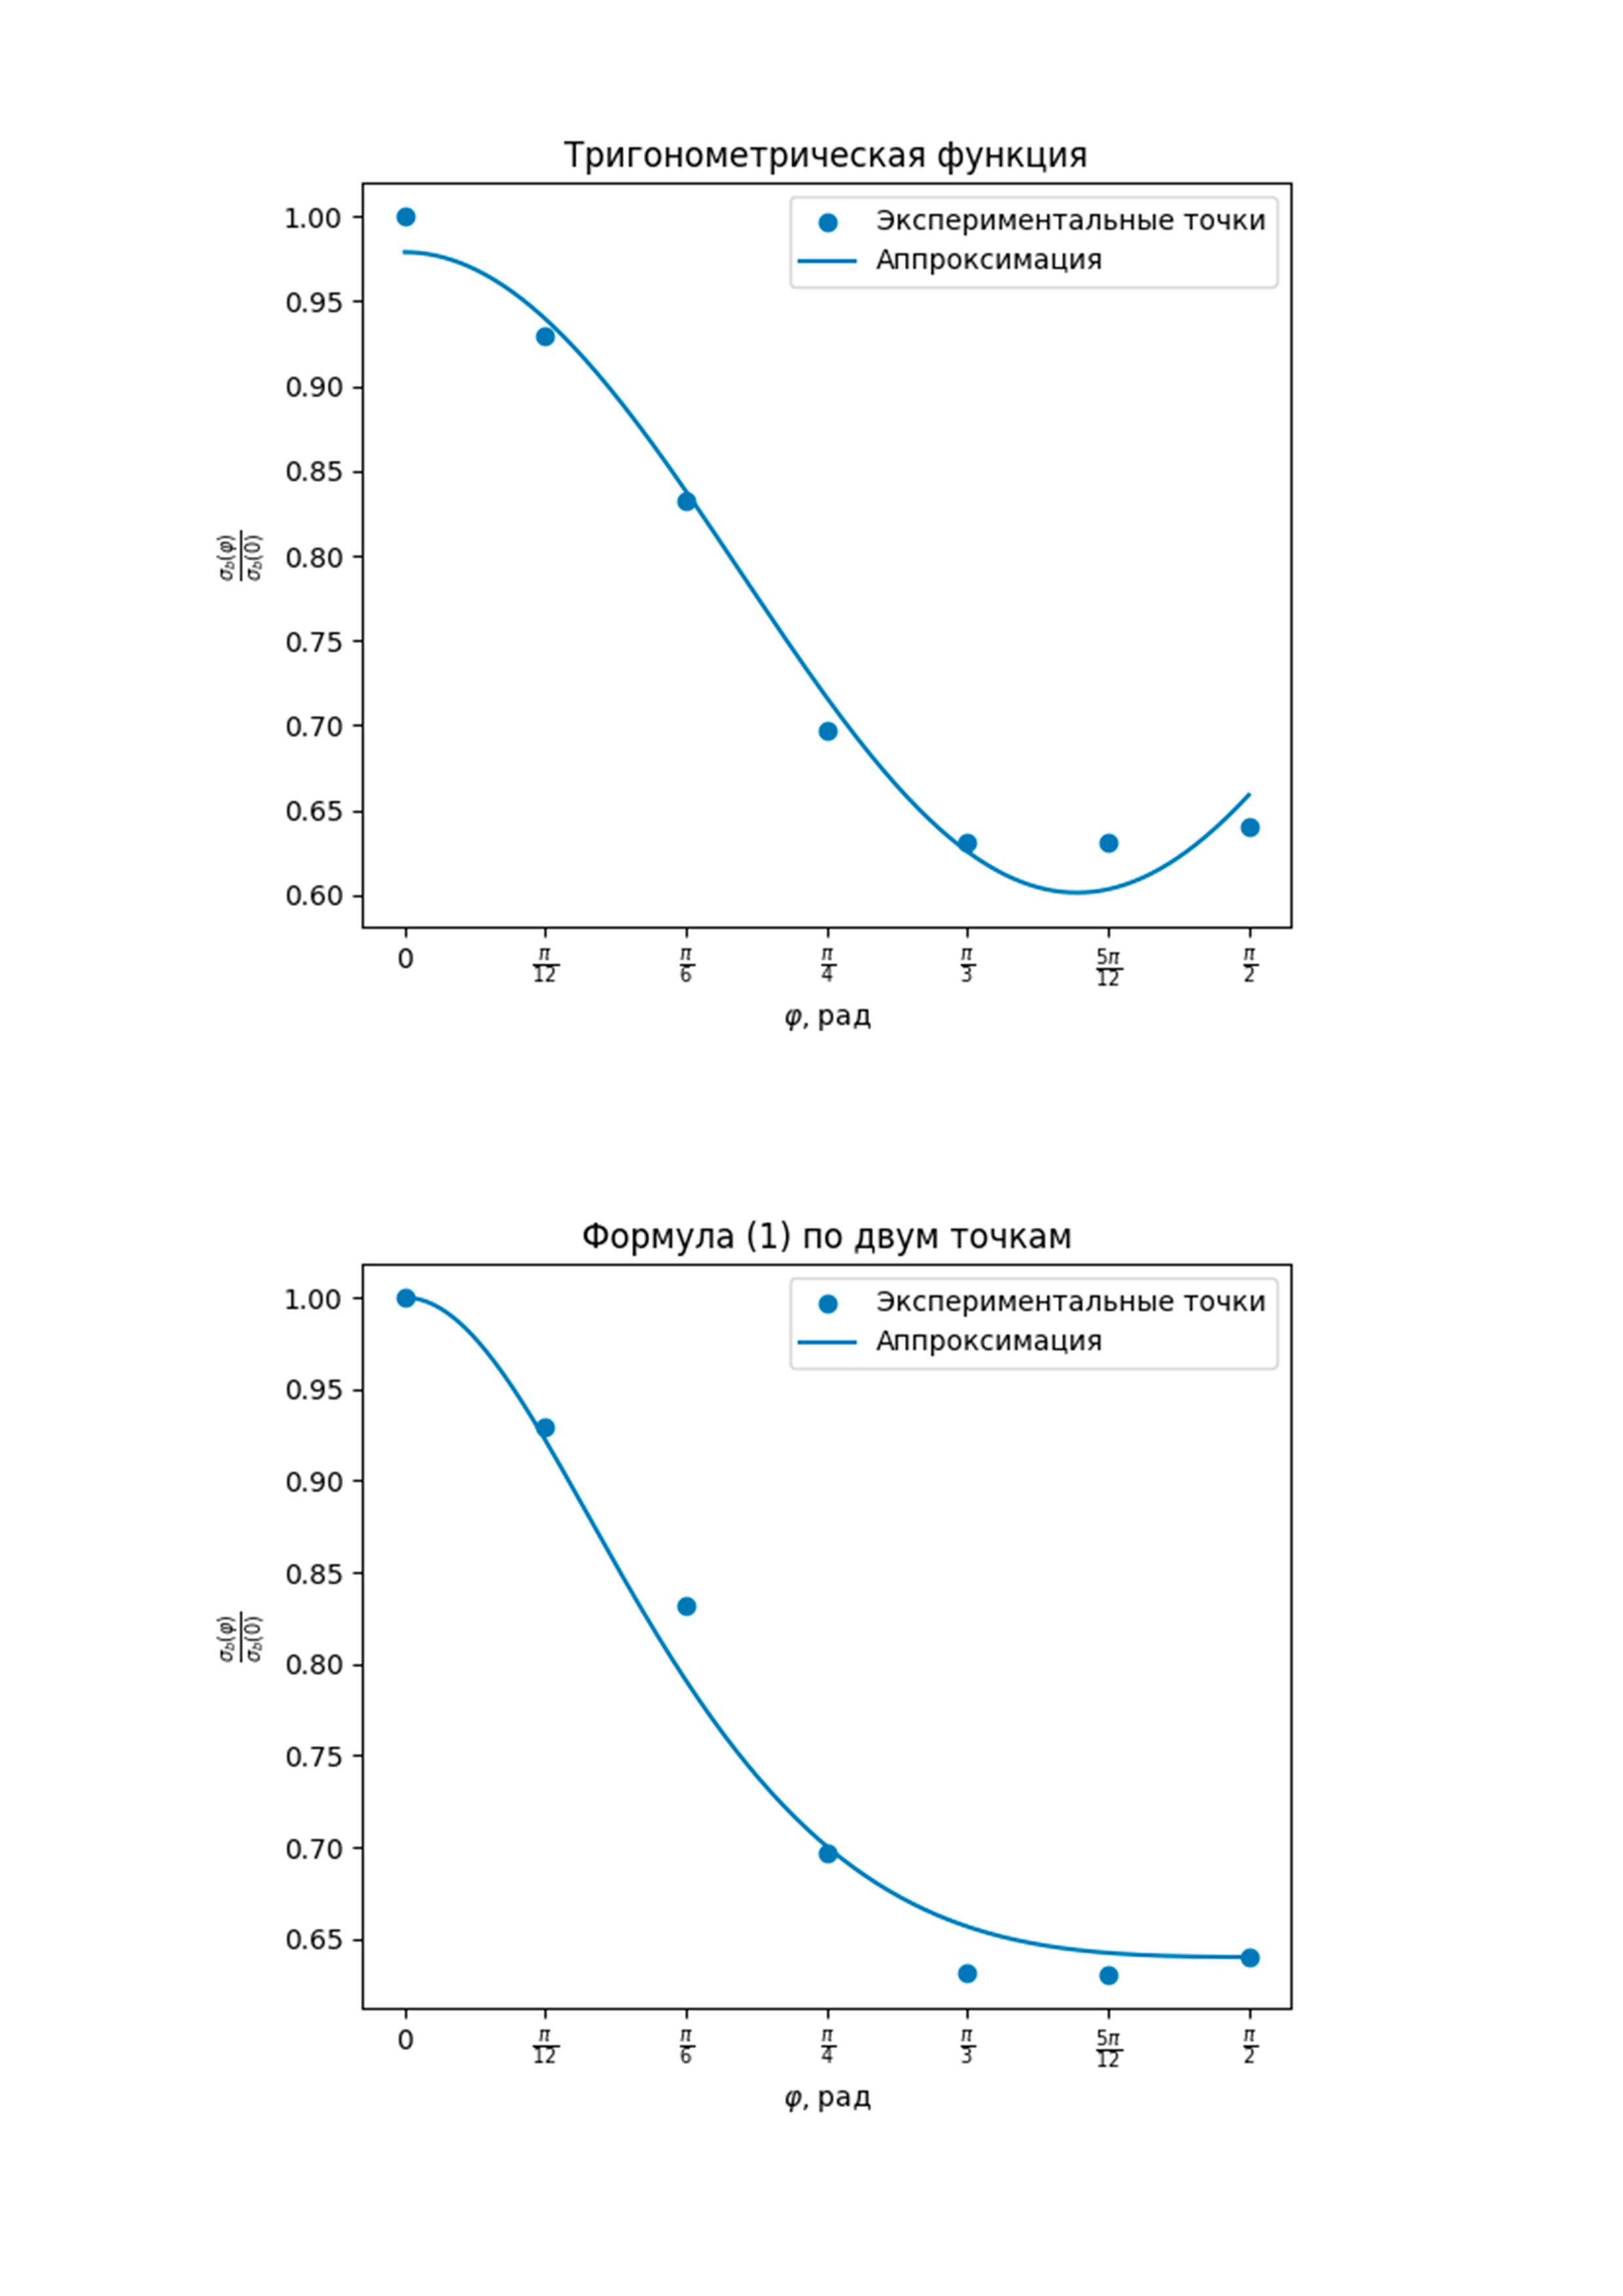 Тригонометрическая функция
Экспериментальные точки
Аппроксимация
1.00
0.95
0.90
0.85
0.80
0.75
0.70
0.65
0.60
σb(φ)/σb(0)
0 π/12 π/6 π/4 π/3 5π/12 π/2
φ, рад
Формула (1) по двум точкам
Экспериментальные точки
Аппроксимация
1.00
0.95
0.90
0.85
0.80
0.75
0.70
0.65
σb(φ)/σb(0)
0 π/12 π/6 π/4 π/3 5π/12 π/2
φ, рад